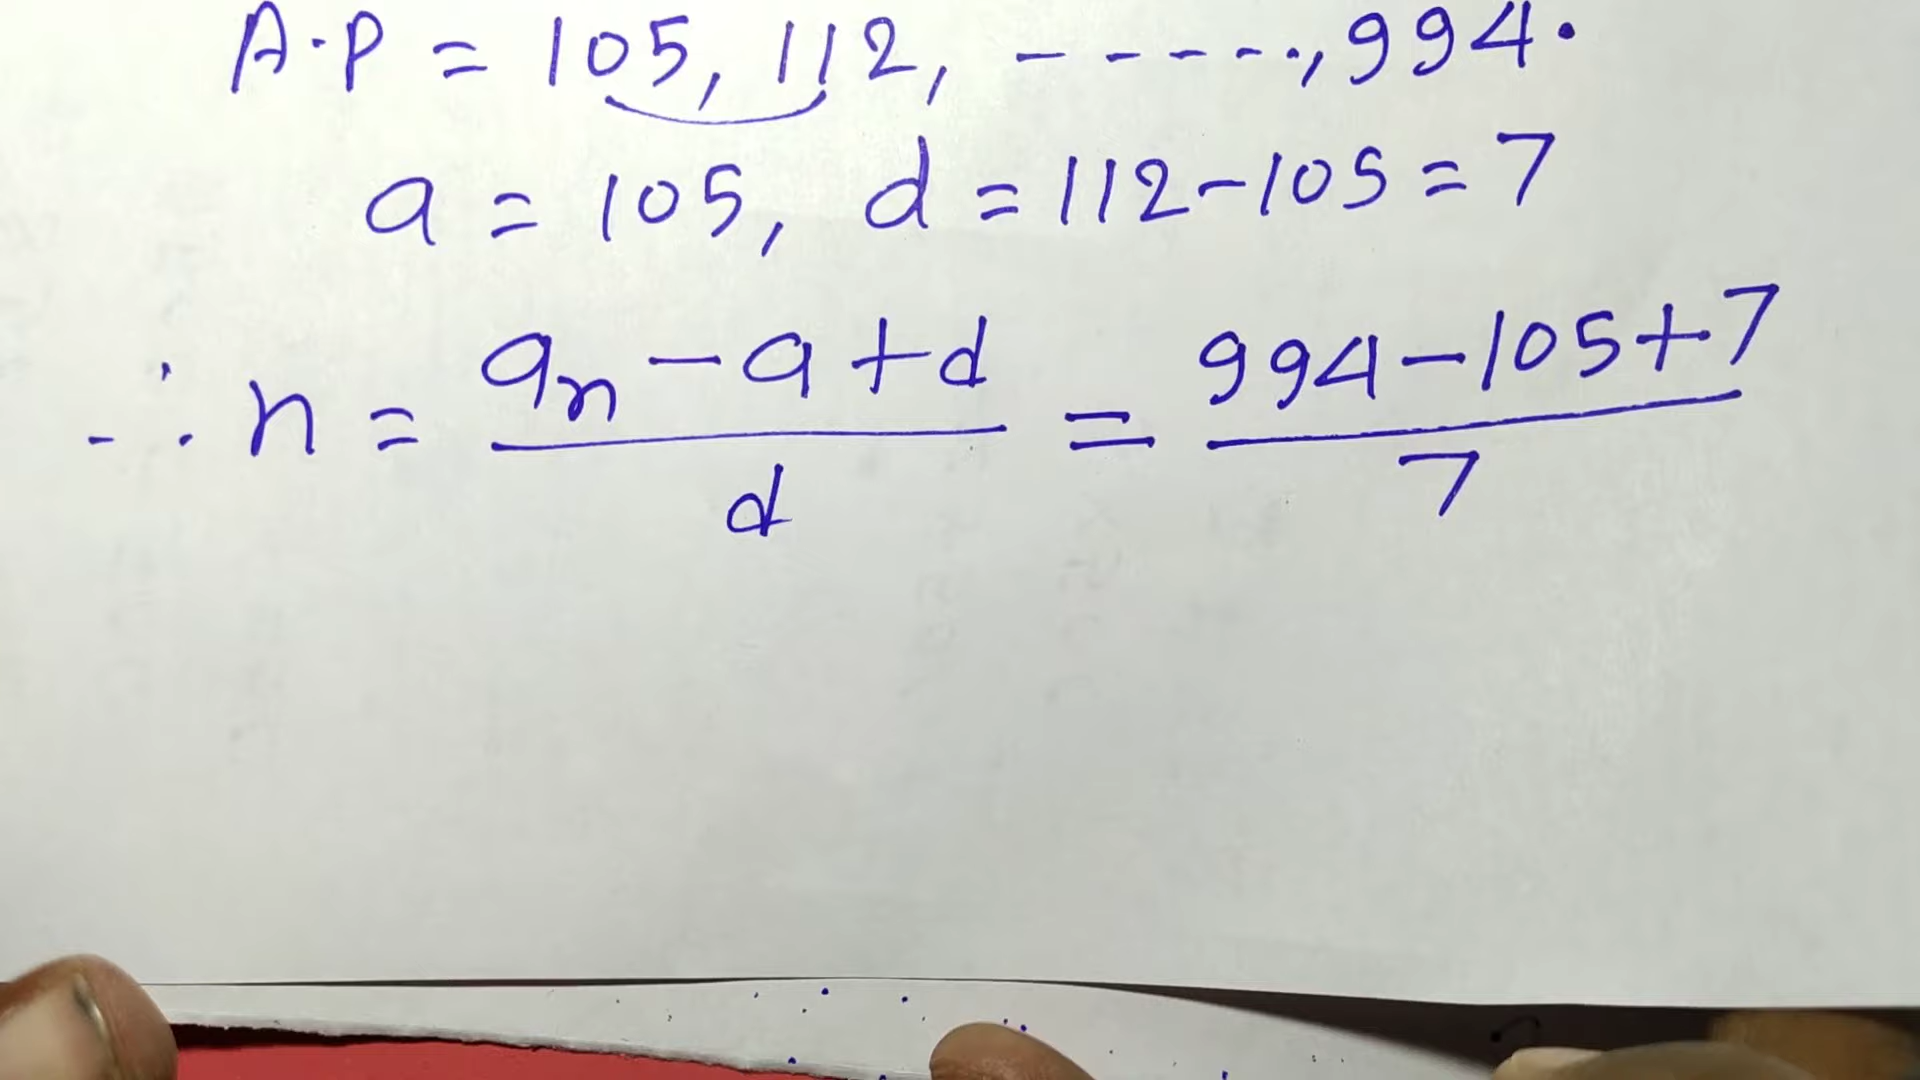 A.P = 105, 112, ------, 994.
a = 105, d = 112-105 = 7
∴ n = (aₙ - a + d)/d = (994-105+7)/7